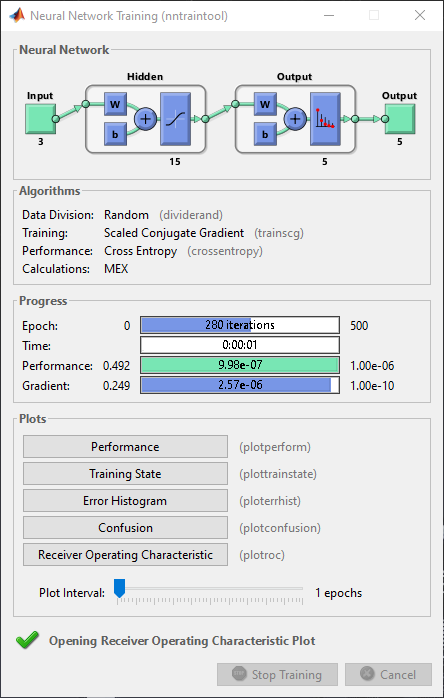 Neural Network Training (nntraintool)
Neural Network
Hidden
Output
Input
Output
W
b
W
b
3
15
5
5
Algorithms
Data Division: Random (dividerand)
Training: Scaled Conjugate Gradient (trainscg)
Performance: Cross Entropy (crossentropy)
Calculations: MEX
Progress
Epoch: 0 280 iterations 500
Time: 0:00:01
Performance: 0.492 9.98e-07 1.00e-06
Gradient: 0.249 2.57e-06 1.00e-10
Plots
Performance (plotperform)
Training State (plottrainstate)
Error Histogram (ploterrhist)
Confusion (plotconfusion)
Receiver Operating Characteristic (plotroc)
Plot Interval: 1 epochs
Opening Receiver Operating Characteristic Plot
Stop Training Cancel